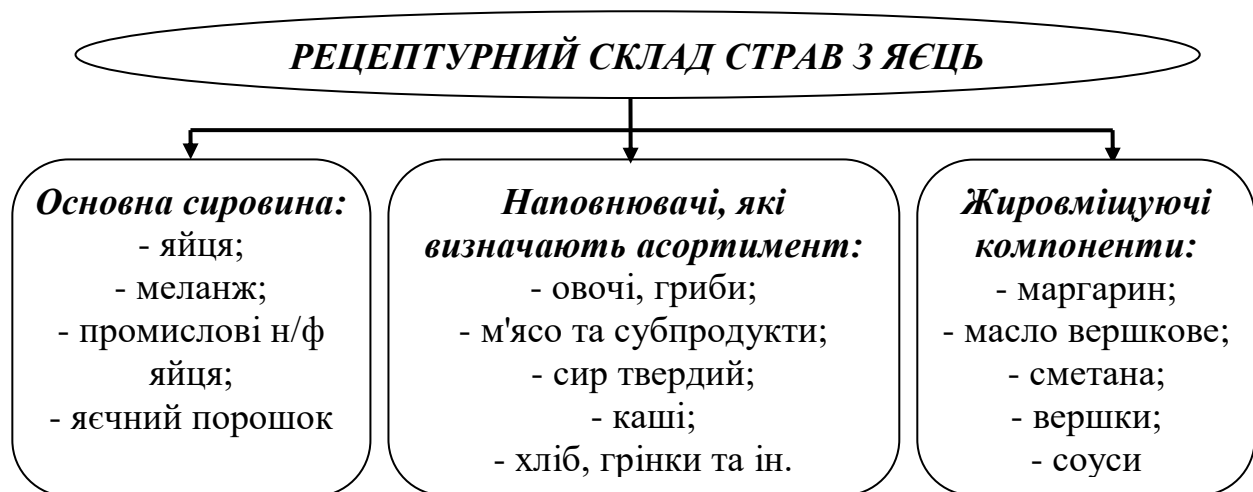 РЕЦЕПТУРНИЙ СКЛАД СТРАВ З ЯЄЦЬ
Основна сировина:
- яйця;
- меланж;
- промислові н/ф
яйця;
- яєчний порошок
Наповнювачі, які
визначають асортимент:
- овочі, гриби;
- м'ясо та субпродукти;
- сир твердий;
- каші;
- хліб, грінки та ін.
Жировміщуючі
компоненти:
- маргарин;
- масло вершкове;
- сметана;
- вершки;
- соуси